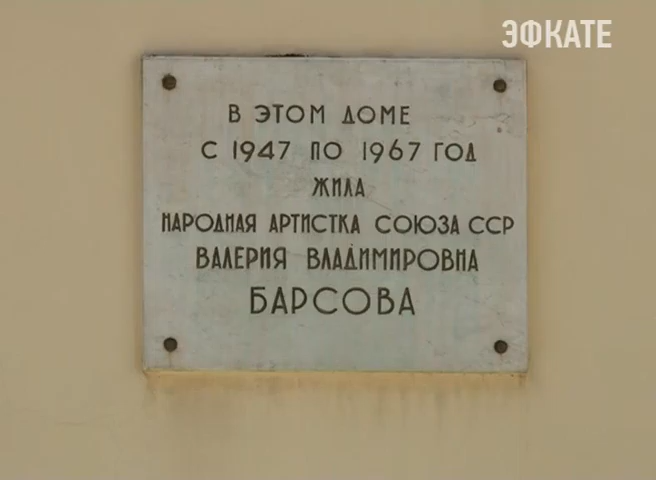 ЭФКАТЕ
В ЭТОМ ДОМЕ
С 1947 ПО 1967 ГОД
ЖИЛА
НАРОДНАЯ АРТИСТКА СОЮЗА ССР
ВАЛЕРИЯ ВЛАДИМИРОВНА
БАРСОВА